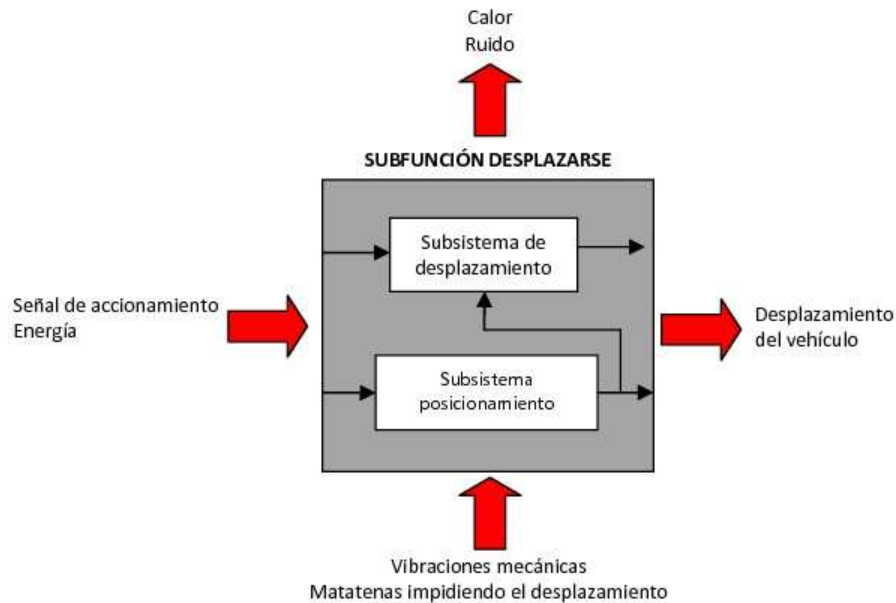 Calor
Ruido
SUBFUNCIÓN DESPLAZARSE
Subsistema de
desplazamiento
Señal de accionamiento
Energía
Desplazamiento
del vehículo
Subsistema
posicionamiento
Vibraciones mecánicas
Matatenas impidiendo el desplazamiento